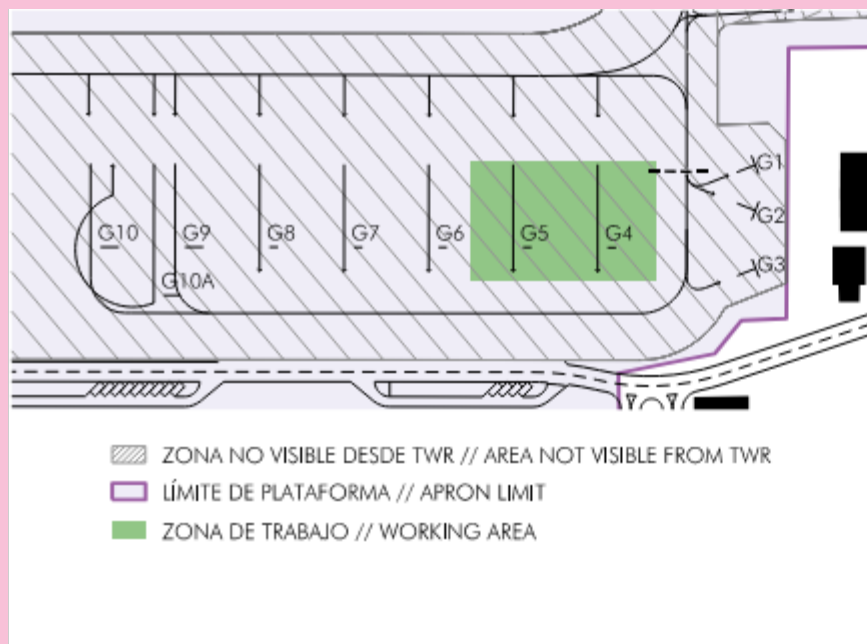 G1
G2
G10 G9 G8 G7 G6 G5 G4
G3
G10A
ZONA NO VISIBLE DESDE TWR // AREA NOT VISIBLE FROM TWR
LÍMITE DE PLATAFORMA // APRON LIMIT
ZONA DE TRABAJO // WORKING AREA